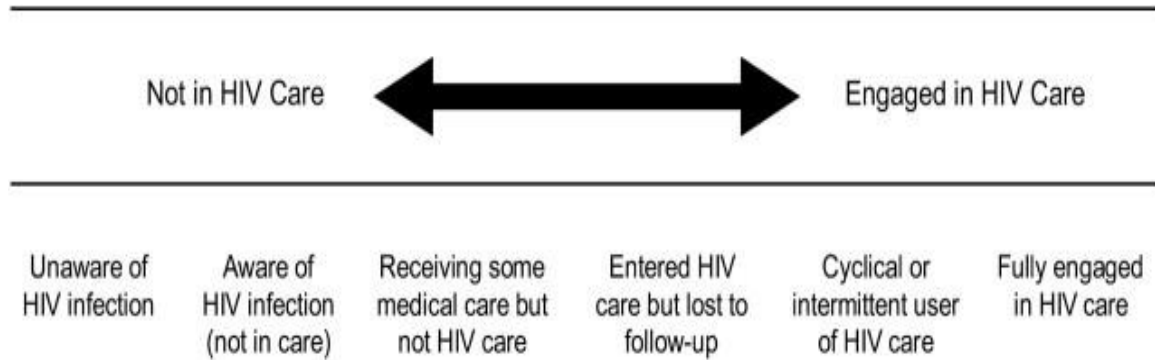 Not in HIV Care
Engaged in HIV Care
Unaware of
HIV infection
Aware of
HIV infection
(not in care)
Receiving some
medical care but
not HIV care
Entered HIV
care but lost to
follow-up
Cyclical or
intermittent user
of HIV care
Fully engaged
in HIV care